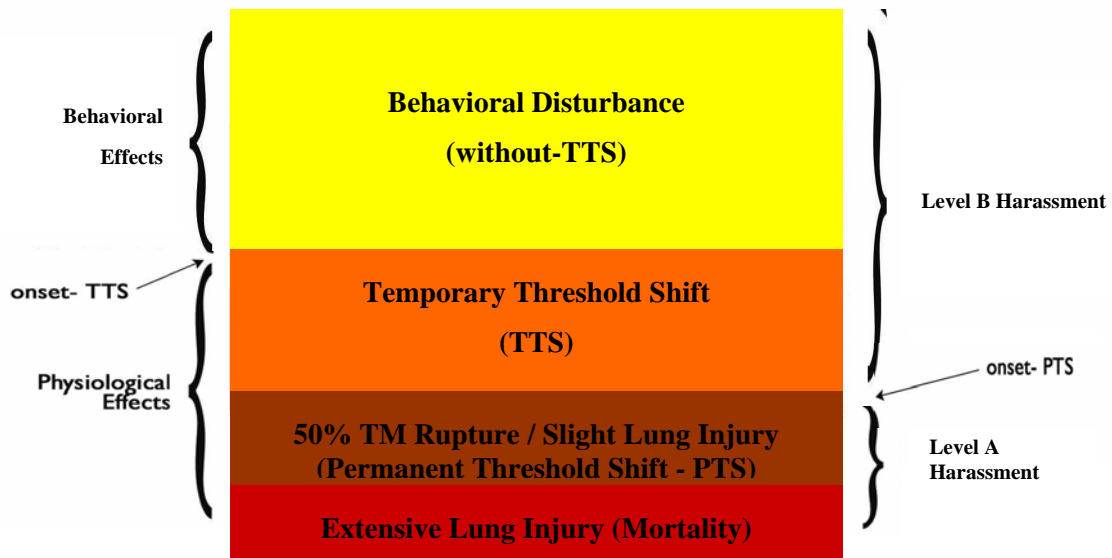 Behavioral
Effects
onset- TTS
Physiological
Effects
Behavioral Disturbance
(without-TTS)
Temporary Threshold Shift
(TTS)
50% TM Rupture / Slight Lung Injury
(Permanent Threshold Shift - PTS)
Extensive Lung Injury (Mortality)
Level B Harassment
onset- PTS
Level A
Harassment